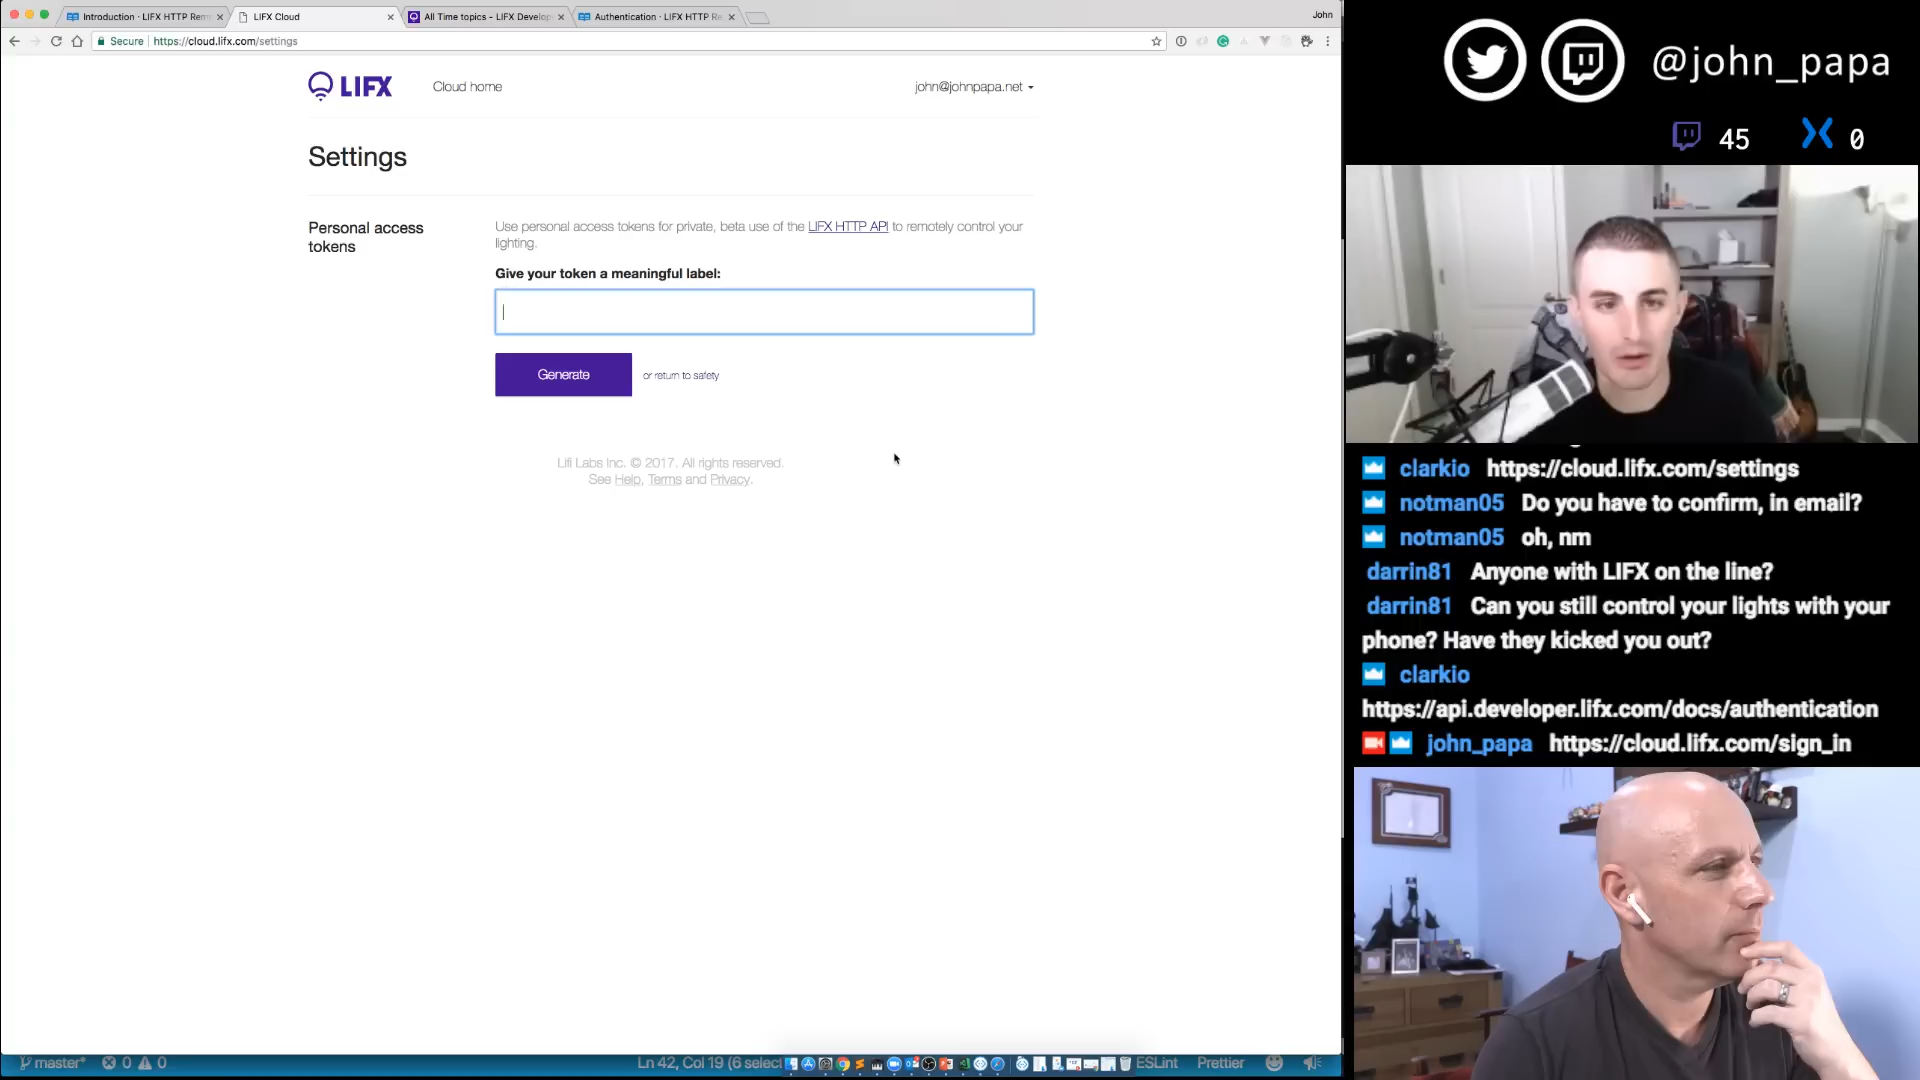 Introduction · LIFX HTTP Rem
LIFX Cloud
All Time topics - LIFX Develop
Authentication · LIFX HTTP Re
John
Secure
https://cloud.lifx.com/settings
LIFX
Cloud home
john@johnpapa.net
Settings
Personal access
tokens
Use personal access tokens for private, beta use of the LIFX HTTP API to remotely control your
lighting.
Give your token a meaningful label:
Generate
or return to safety
Lifi Labs Inc. © 2017. All rights reserved.
See Help, Terms and Privacy.
master*
0
0
Ln 42, Col 19 (6 select
ESLint
Prettier
@john_papa
45
0
clarkio https://cloud.lifx.com/settings
notman05 Do you have to confirm, in email?
notman05 oh, nm
darrin81 Anyone with LIFX on the line?
darrin81 Can you still control your lights with your
phone? Have they kicked you out?
clarkio
https://api.developer.lifx.com/docs/authentication
john_papa https://cloud.lifx.com/sign_in